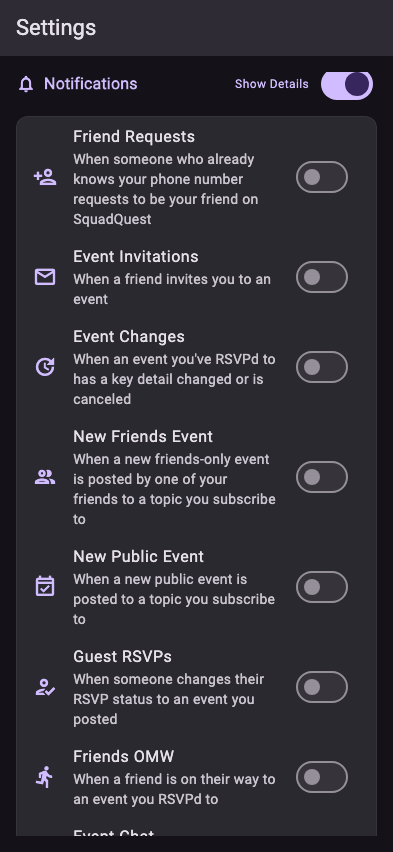 Settings
Notifications
Show Details
Friend Requests
When someone who already
knows your phone number
requests to be your friend on
SquadQuest
Event Invitations
When a friend invites you to an
event
Event Changes
When an event you've RSVPd to
has a key detail changed or is
canceled
New Friends Event
When a new friends-only event
is posted by one of your
friends to a topic you subscribe
to
New Public Event
When a new public event is
posted to a topic you subscribe
to
Guest RSVPs
When someone changes their
RSVP status to an event you
posted
Friends OMW
When a friend is on their way to
an event you RSVPd to
Event Chat